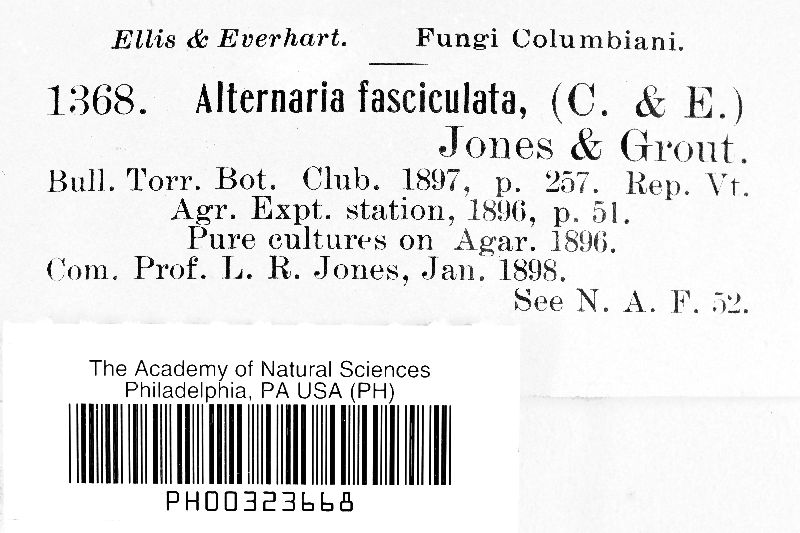 Ellis & Everhart. Fungi Columbiani.
1368. Alternaria fasciculata, (C. & E.)
Jones & Grout.
Bull. Torr. Bot. Club. 1897, p. 257. Rep. Vt.
Agr. Expt. station, 1896, p. 51.
Pure cultures on Agar. 1896.
Com. Prof. L. R. Jones, Jan. 1898.
See N. A. F. 52.
The Academy of Natural Sciences
Philadelphia, PA USA (PH)
PH00323668